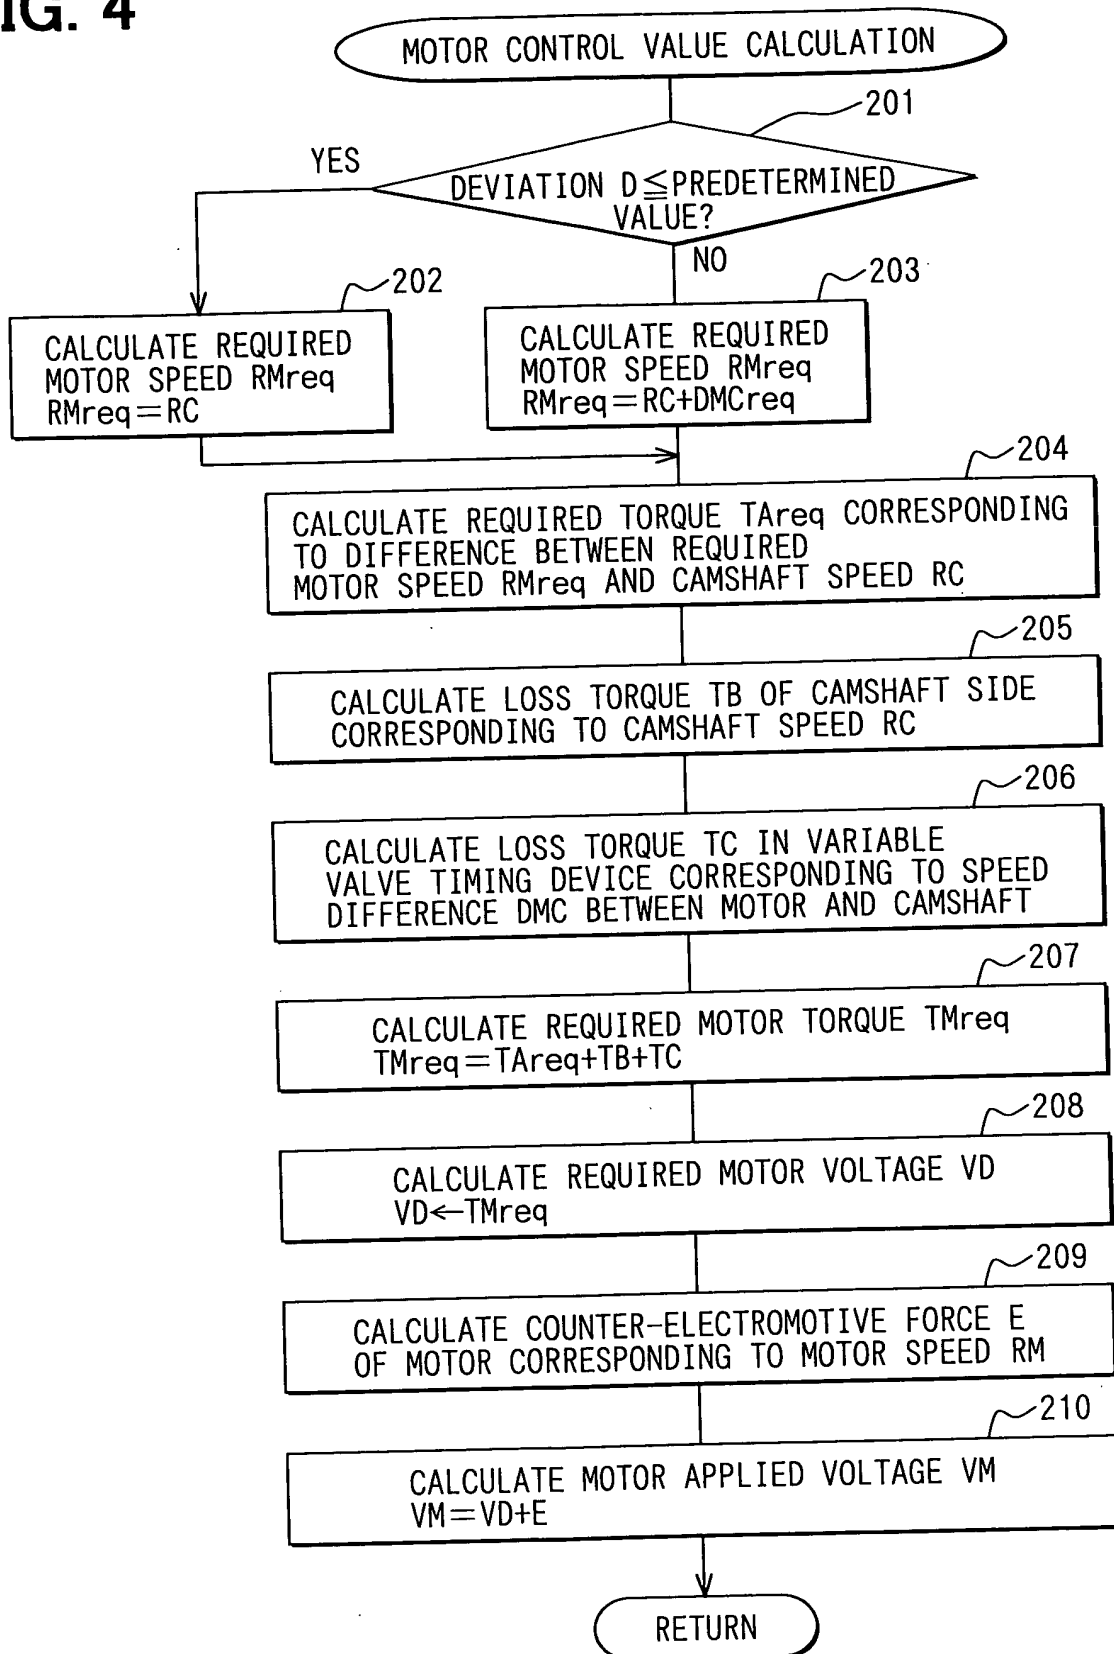 IG. 4
MOTOR CONTROL VALUE CALCULATION
201
YES
DEVIATION D≦PREDETERMINED
VALUE?
NO
202
203
CALCULATE REQUIRED
MOTOR SPEED RMreq
RMreq=RC
CALCULATE REQUIRED
MOTOR SPEED RMreq
RMreq=RC+DMCreq
204
CALCULATE REQUIRED TORQUE TAreq CORRESPONDING
TO DIFFERENCE BETWEEN REQUIRED
MOTOR SPEED RMreq AND CAMSHAFT SPEED RC
205
CALCULATE LOSS TORQUE TB OF CAMSHAFT SIDE
CORRESPONDING TO CAMSHAFT SPEED RC
206
CALCULATE LOSS TORQUE TC IN VARIABLE
VALVE TIMING DEVICE CORRESPONDING TO SPEED
DIFFERENCE DMC BETWEEN MOTOR AND CAMSHAFT
207
CALCULATE REQUIRED MOTOR TORQUE TMreq
TMreq=TAreq+TB+TC
208
CALCULATE REQUIRED MOTOR VOLTAGE VD
VD←TMreq
209
CALCULATE COUNTER-ELECTROMOTIVE FORCE E
OF MOTOR CORRESPONDING TO MOTOR SPEED RM
210
CALCULATE MOTOR APPLIED VOLTAGE VM
VM=VD+E
RETURN